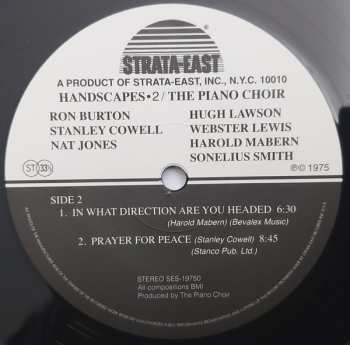 STRATA-EAST
A PRODUCT OF STRATA-EAST, INC., N.Y.C. 10010
HANDSCAPES • 2 / THE PIANO CHOIR
RON BURTON
STANLEY COWELL
NAT JONES
HUGH LAWSON
WEBSTER LEWIS
HAROLD MABERN
SONELIUS SMITH
ST 33⅓
℗© 1975
SIDE 2
1. IN WHAT DIRECTION ARE YOU HEADED 6:30
(Harold Mabern) (Bevalex Music)
2. PRAYER FOR PEACE (Stanley Cowell) 8:45
(Stanco Pub. Ltd.)
STEREO SES-19750
All compositions BMI
Produced by The Piano Choir